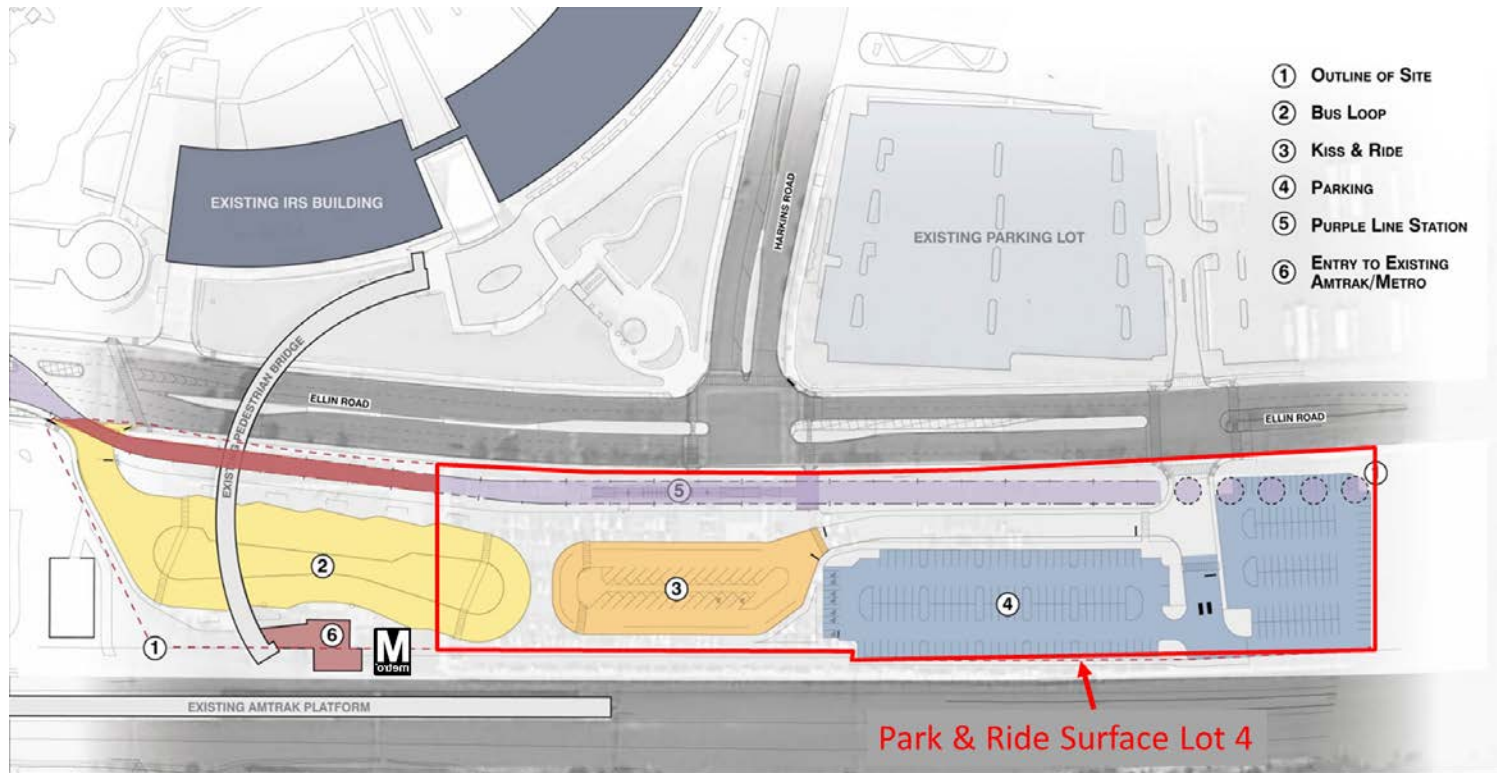 ① OUTLINE OF SITE
② BUS LOOP
③ KISS & RIDE
④ PARKING
⑤ PURPLE LINE STATION
⑥ ENTRY TO EXISTING
AMTRAK/METRO
EXISTING IRS BUILDING
HARKINS ROAD
EXISTING PARKING LOT
EXISTING PEDESTRIAN BRIDGE
ELLIN ROAD
ELLIN ROAD
1
5
2
3
4
6
1
M
metro
EXISTING AMTRAK PLATFORM
Park & Ride Surface Lot 4